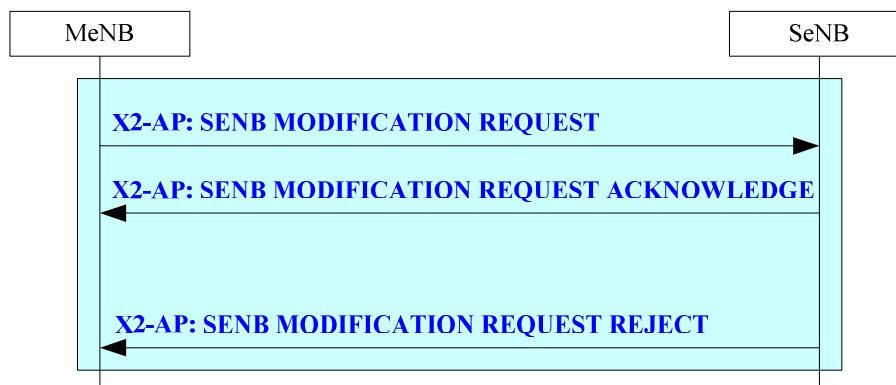 MeNB
SeNB
X2-AP: SENB MODIFICATION REQUEST
X2-AP: SENB MODIFICATION REQUEST ACKNOWLEDGE
X2-AP: SENB MODIFICATION REQUEST REJECT